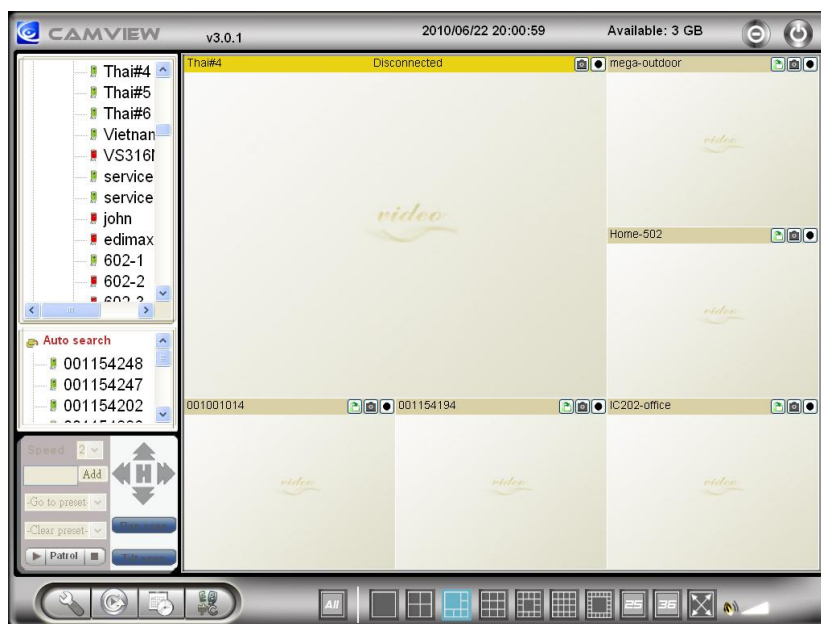 CAMVIEW v3.0.1 2010/06/22 20:00:59 Available: 3 GB
Thai#4
Thai#5
Thai#6
Vietnan
VS316
service
service
john
edimax
602-1
602-2
Auto search
001154248
001154247
001154202
Speed 2
Add
H
-Go to preset-
-Clear preset-
Patrol
Thai#4 Disconnected
video
mega-outdoor
video
Home-502
video
001001014
video
001154194
video
IC202-office
video
All 25 36